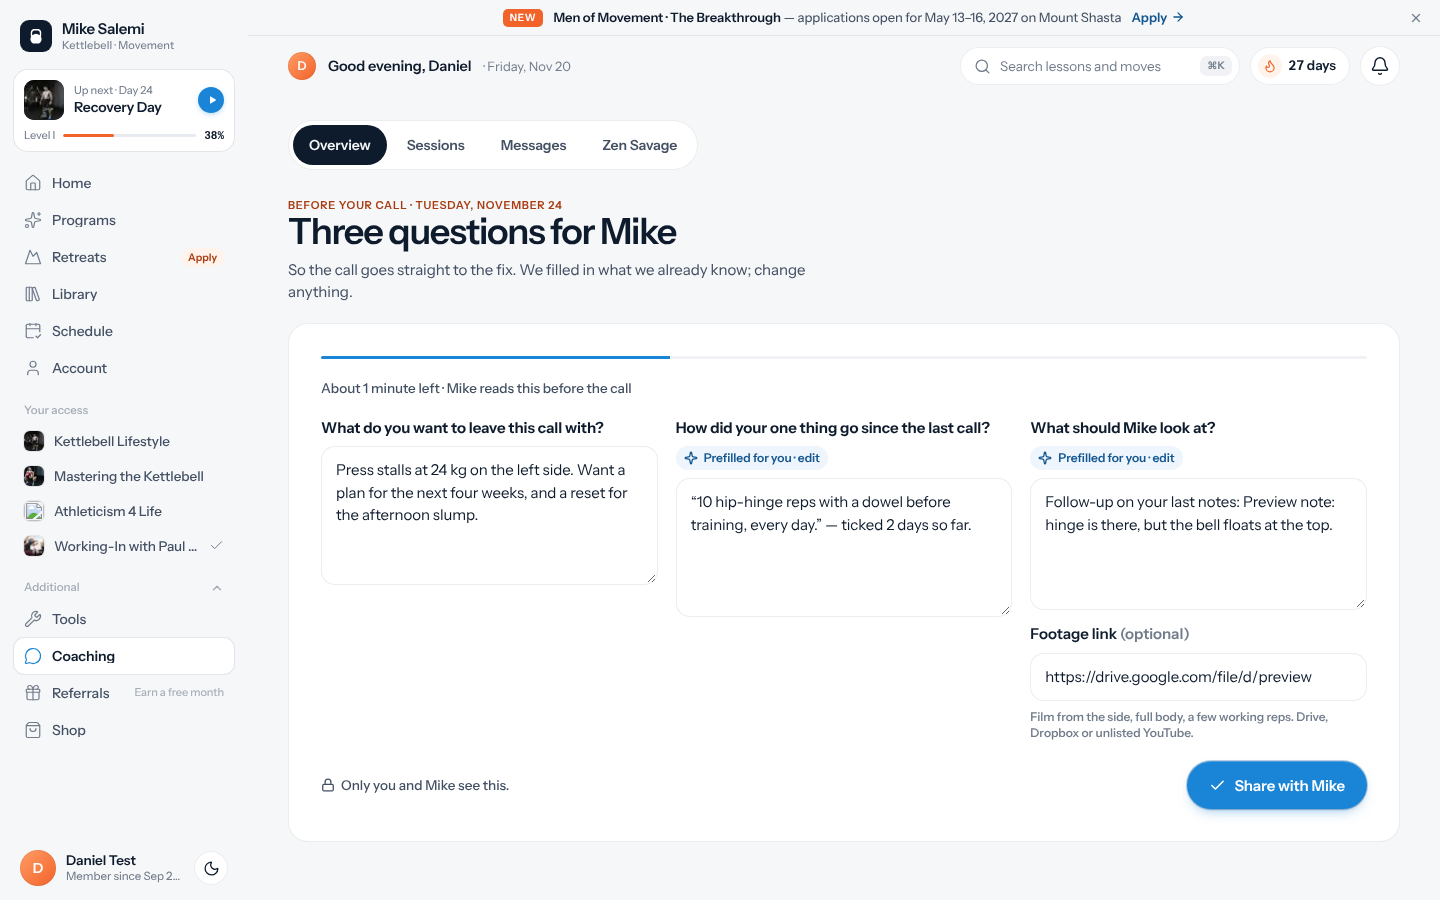 NEW Men of Movement · The Breakthrough — applications open for May 13–16, 2027 on Mount Shasta Apply →
Mike Salemi
Kettlebell · Movement
Up next · Day 24
Recovery Day
Level I 38%
Home
Programs
Retreats Apply
Library
Schedule
Account
Your access
Kettlebell Lifestyle
Mastering the Kettlebell
Athleticism 4 Life
Working-In with Paul ...
Additional
Tools
Coaching
Referrals Earn a free month
Shop
D Daniel Test
Member since Sep 2...
D Good evening, Daniel · Friday, Nov 20
Search lessons and moves ⌘K
27 days
Overview Sessions Messages Zen Savage
BEFORE YOUR CALL · TUESDAY, NOVEMBER 24
Three questions for Mike
So the call goes straight to the fix. We filled in what we already know; change
anything.
About 1 minute left · Mike reads this before the call
What do you want to leave this call with?
Press stalls at 24 kg on the left side. Want a
plan for the next four weeks, and a reset for
the afternoon slump.
How did your one thing go since the last call?
Prefilled for you · edit
“10 hip-hinge reps with a dowel before
training, every day.” — ticked 2 days so far.
What should Mike look at?
Prefilled for you · edit
Follow-up on your last notes: Preview note:
hinge is there, but the bell floats at the top.
Footage link (optional)
https://drive.google.com/file/d/preview
Film from the side, full body, a few working reps. Drive,
Dropbox or unlisted YouTube.
Only you and Mike see this.
Share with Mike